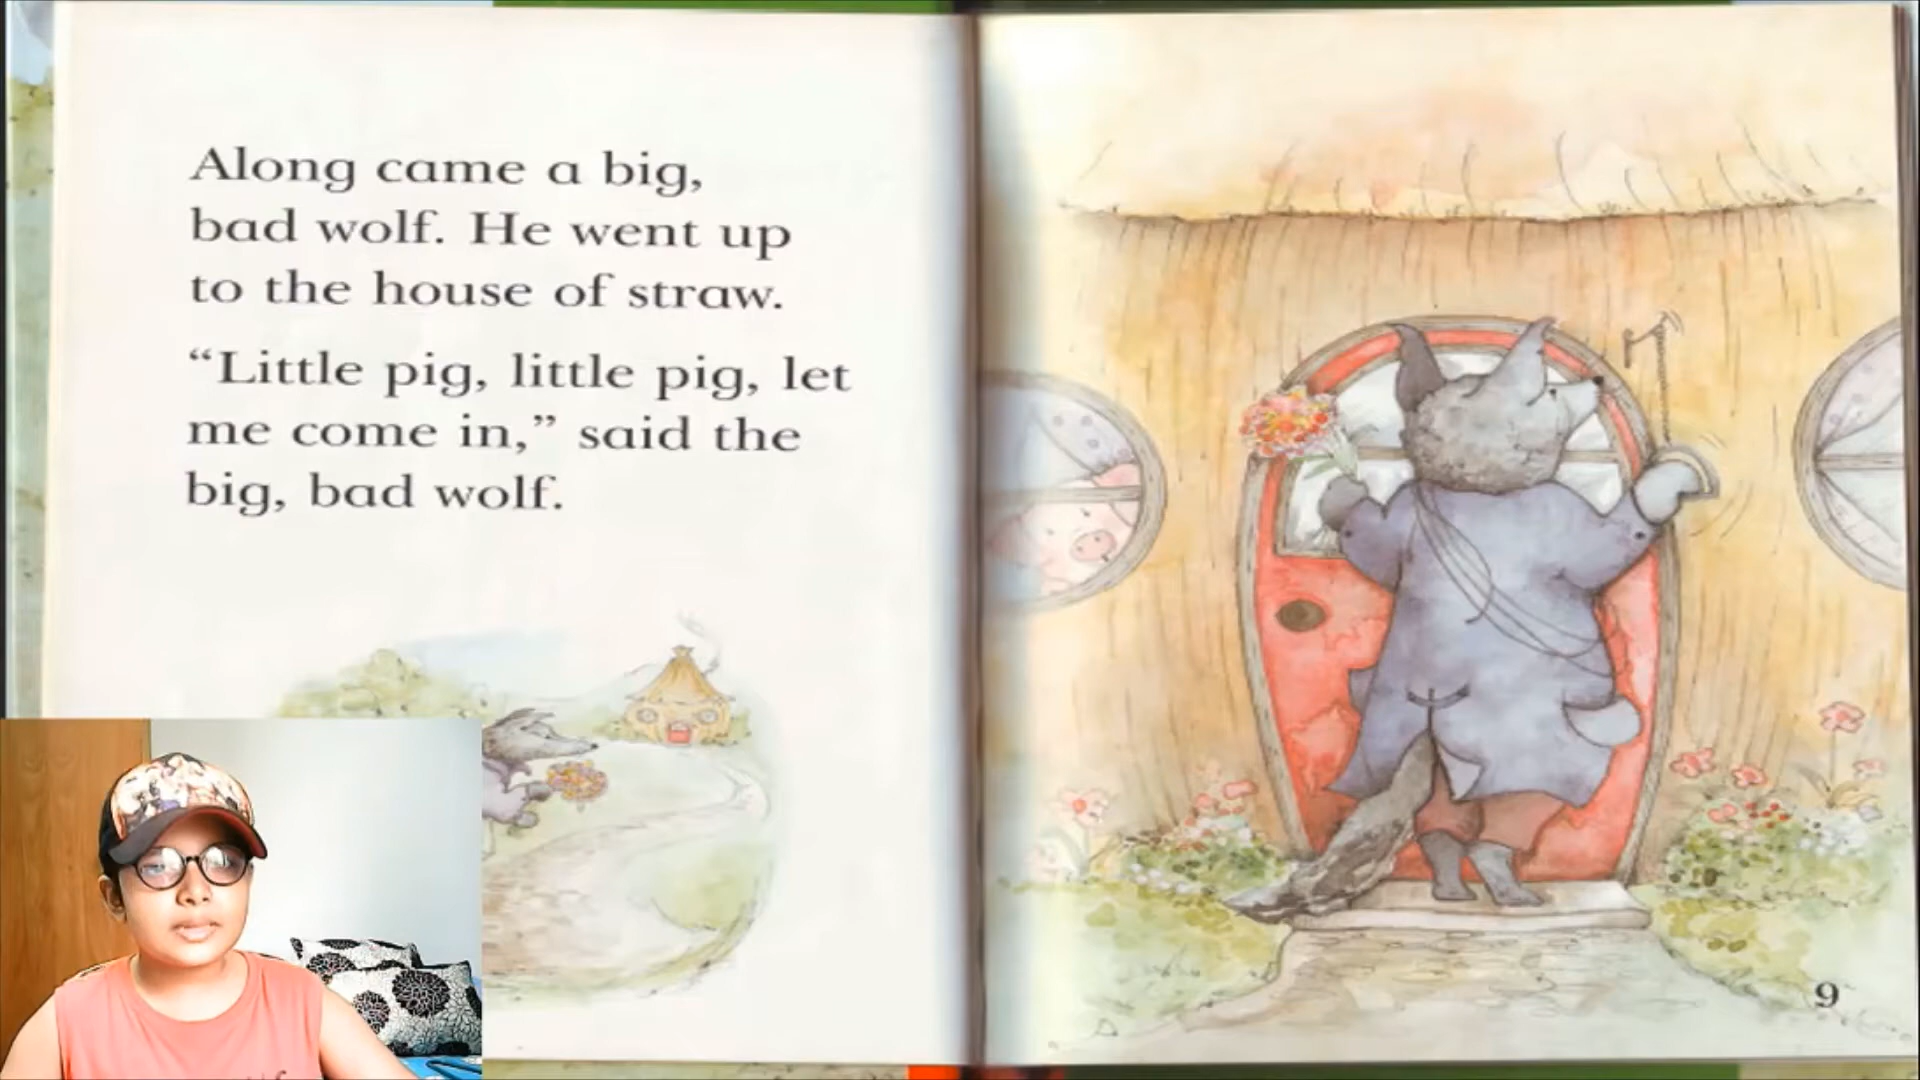 Along came a big,
bad wolf. He went up
to the house of straw.
“Little pig, little pig, let
me come in,” said the
big, bad wolf.
9